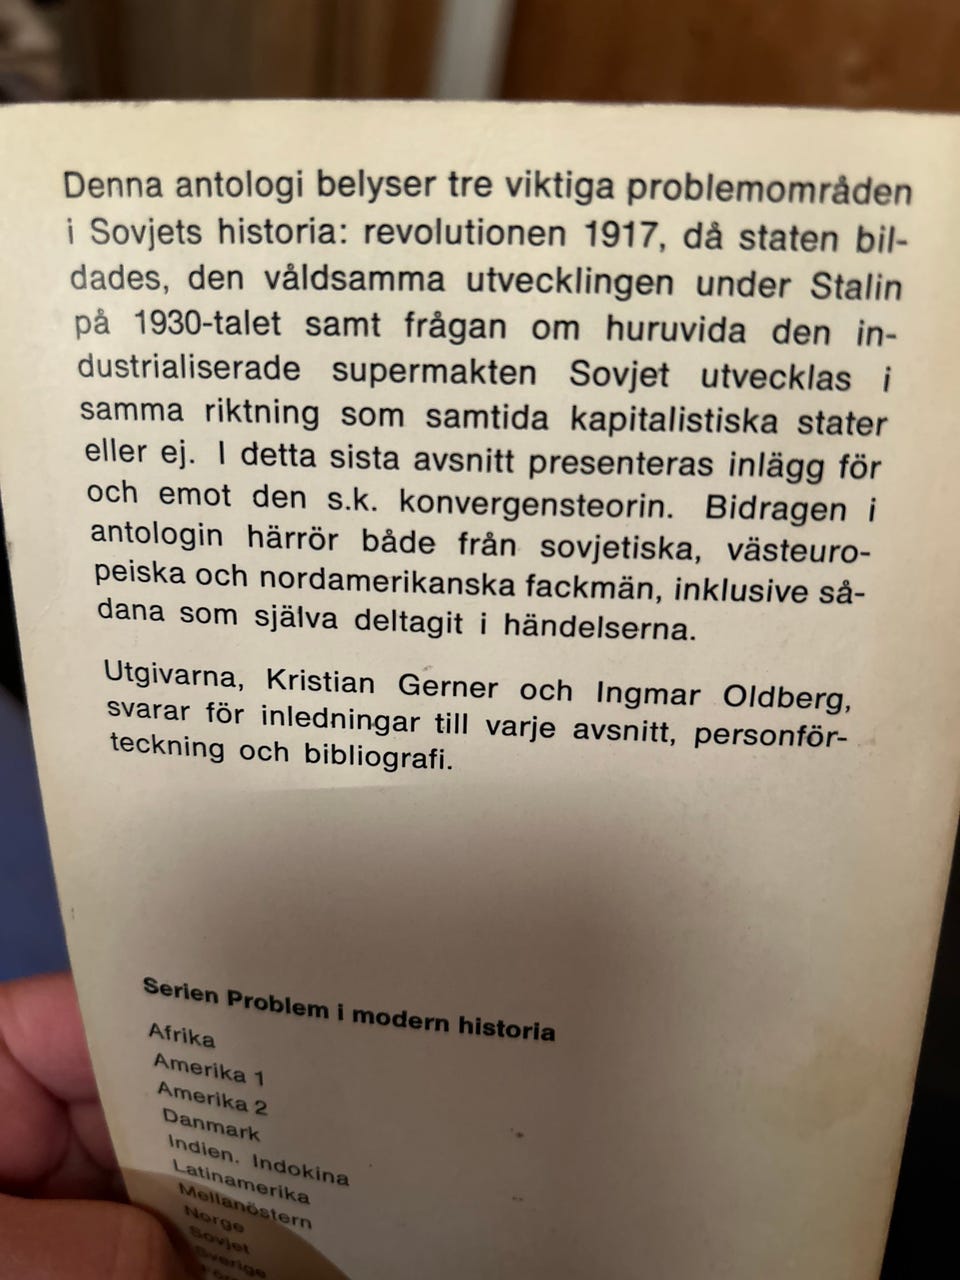 Denna antologi belyser tre viktiga problemområden
i Sovjets historia: revolutionen 1917, då staten bil-
dades, den våldsamma utvecklingen under Stalin
på 1930-talet samt frågan om huruvida den in-
dustrialiserade supermakten Sovjet utvecklas i
samma riktning som samtida kapitalistiska stater
eller ej. I detta sista avsnitt presenteras inlägg för
och emot den s.k. konvergensteorin. Bidragen i
antologin härrör både från sovjetiska, västeuro-
peiska och nordamerikanska fackmän, inklusive så-
dana som själva deltagit i händelserna.
Utgivarna, Kristian Gerner och Ingmar Oldberg,
svarar för inledningar till varje avsnitt, personför-
teckning och bibliografi.
Serien Problem i modern historia
Afrika
Amerika 1
Amerika 2
Danmark
Indien. Indokina
Latinamerika
Mellanöstern
Norge
Sovjet
Sverige